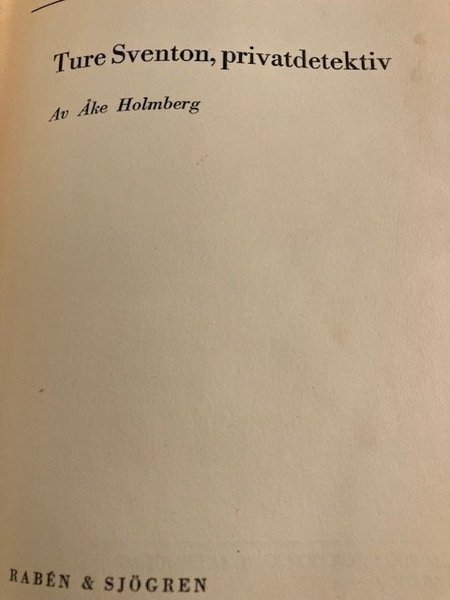 Ture Sventon, privatdetektiv
Av Åke Holmberg
RABÉN & SJÖGREN